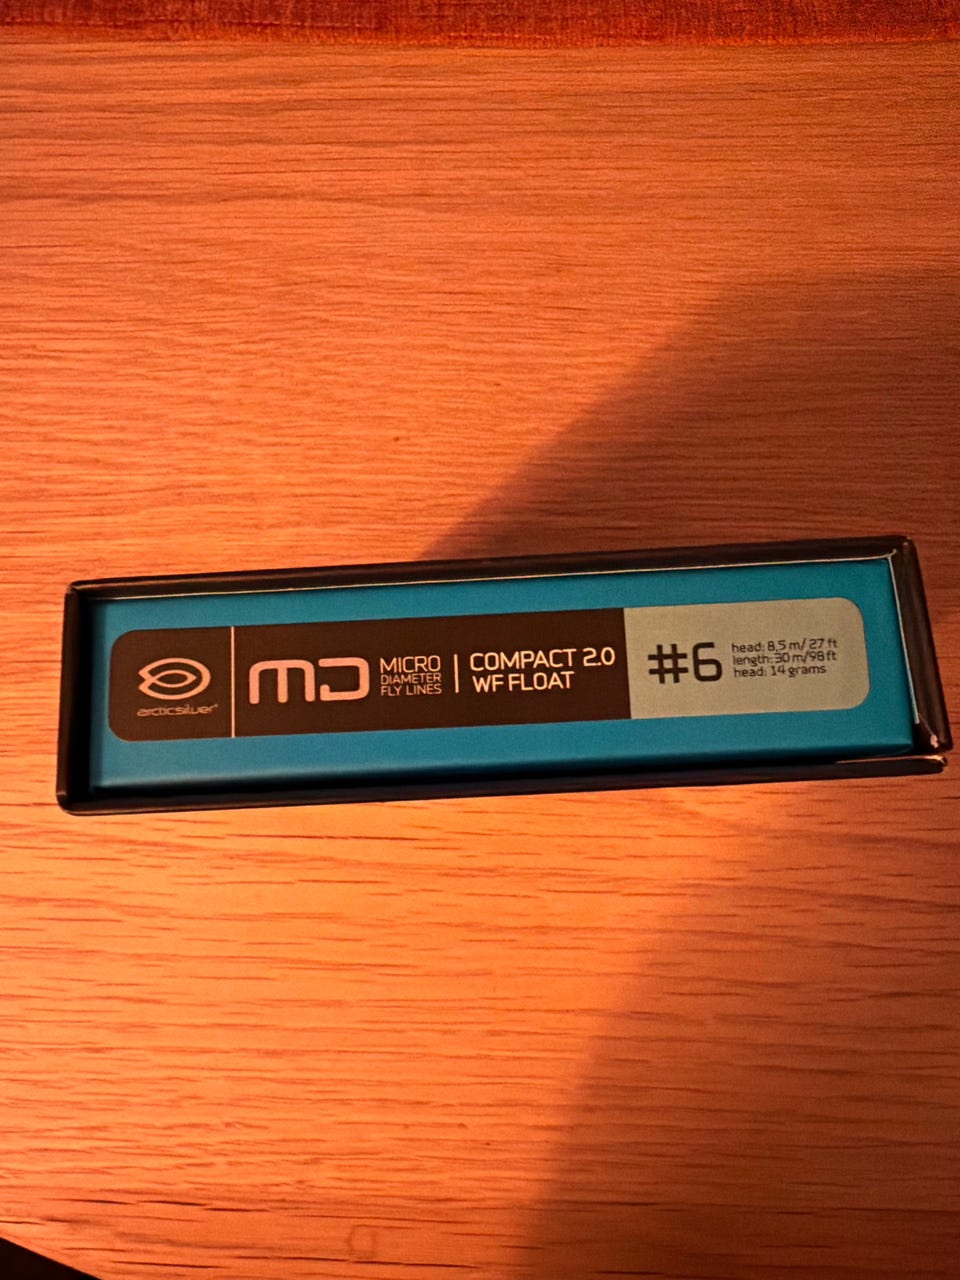 arcticsilver®
MD
MICRO
DIAMETER
FLY LINES
COMPACT 2.0
WF FLOAT
#6
head: 8,5 m/ 27 ft
length: 30 m/98 ft
head: 14 grams